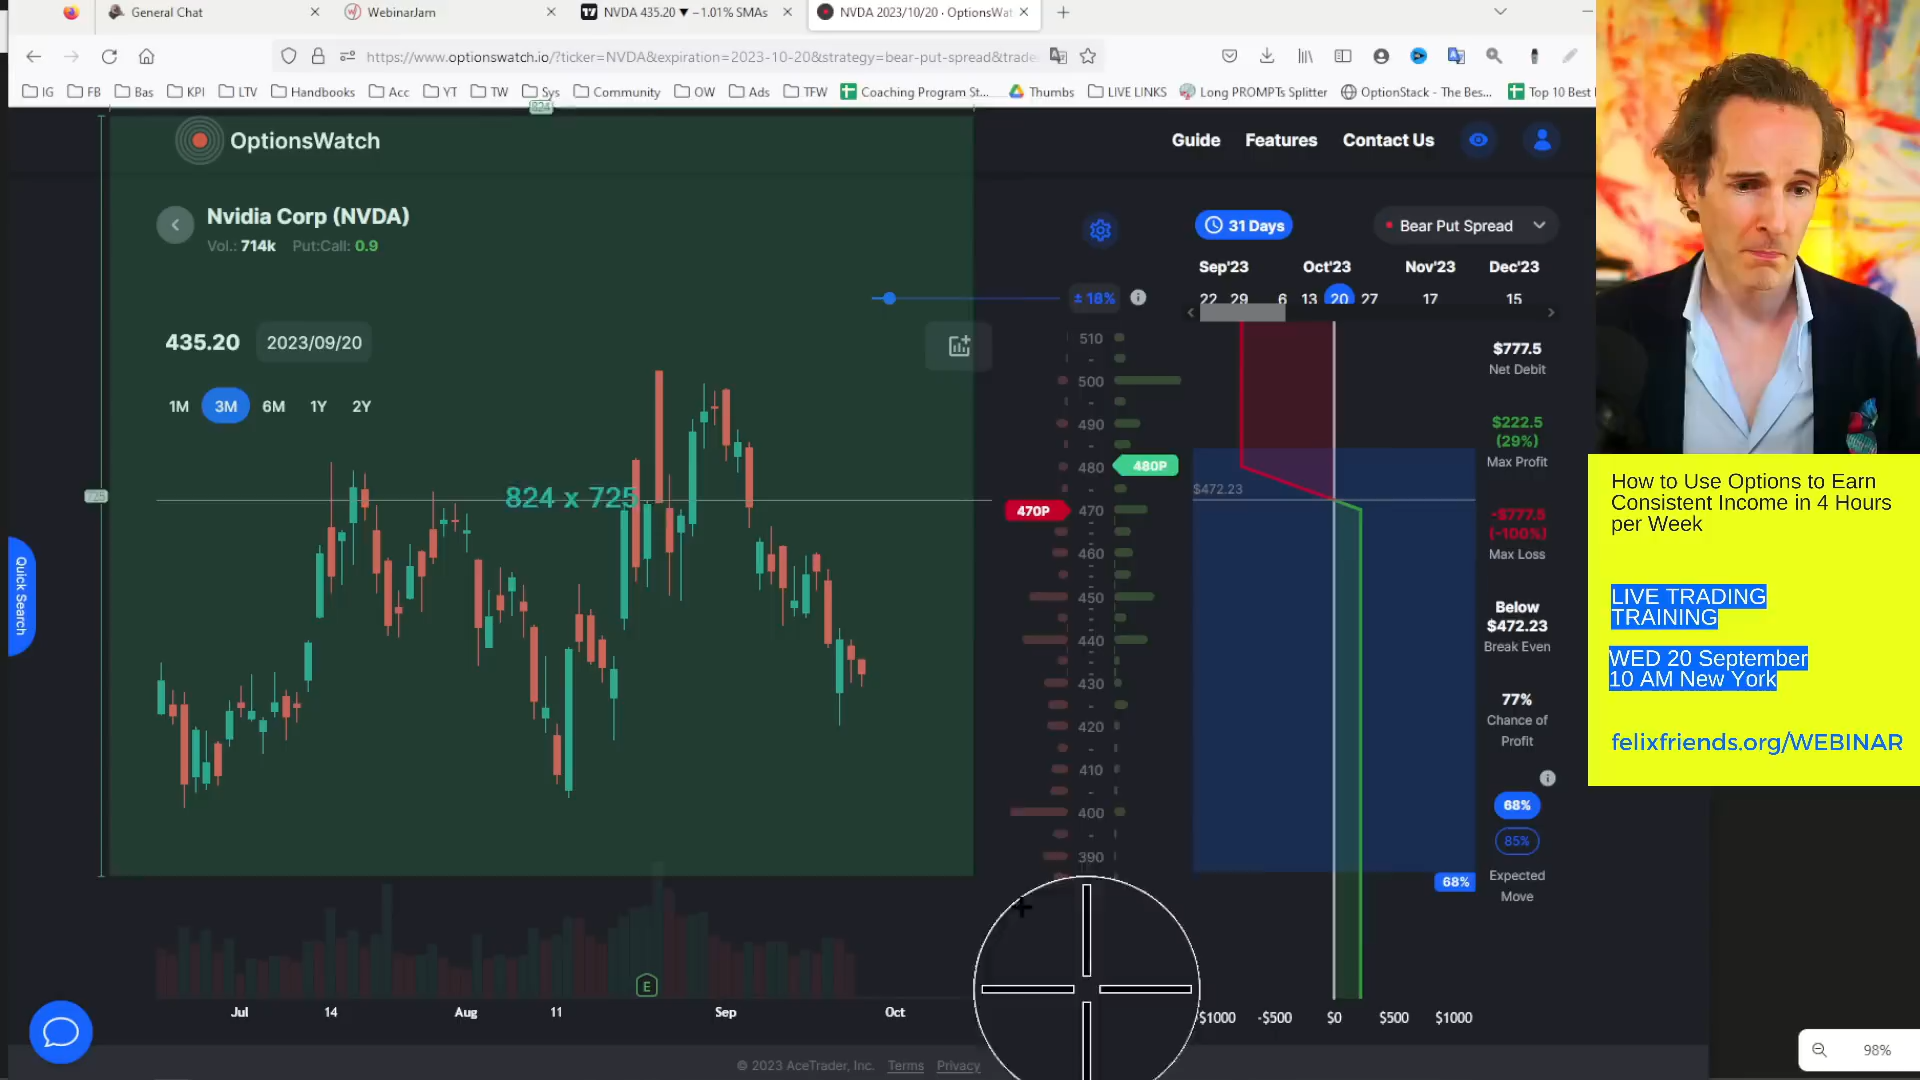 General Chat
WebinarJam
NVDA 435.20 ▼ −1.01% SMAs
NVDA 2023/10/20 · OptionsWat
https://www.optionswatch.io/?ticker=NVDA&expiration=2023-10-20&strategy=bear-put-spread&trade
IG FB Bas KPI LTV Handbooks Acc YT TW Sys Community OW Ads TFW Coaching Program St... Thumbs LIVE LINKS Long PROMPTs Splitter OptionStack - The Bes... Top 10 Best
824
OptionsWatch
Guide Features Contact Us
Nvidia Corp (NVDA)
Vol.: 714k Put:Call: 0.9
31 Days
Bear Put Spread
Sep'23 Oct'23 Nov'23 Dec'23
22 29 6 13 20 27 17 15
± 18%
435.20 2023/09/20
1M 3M 6M 1Y 2Y
824 x 725
725
Quick Search
510
500
490
480
470
460
450
440
430
420
410
400
390
480P
470P
$472.23
$777.5
Net Debit
$222.5
(29%)
Max Profit
-$777.5
(-100%)
Max Loss
Below
$472.23
Break Even
77%
Chance of
Profit
68%
85%
Expected
Move
68%
E
Jul 14 Aug 11 Sep Oct
$1000 -$500 $0 $500 $1000
© 2023 AceTrader, Inc. Terms Privacy
98%
How to Use Options to Earn
Consistent Income in 4 Hours
per Week
LIVE TRADING
TRAINING
WED 20 September
10 AM New York
felixfriends.org/WEBINAR